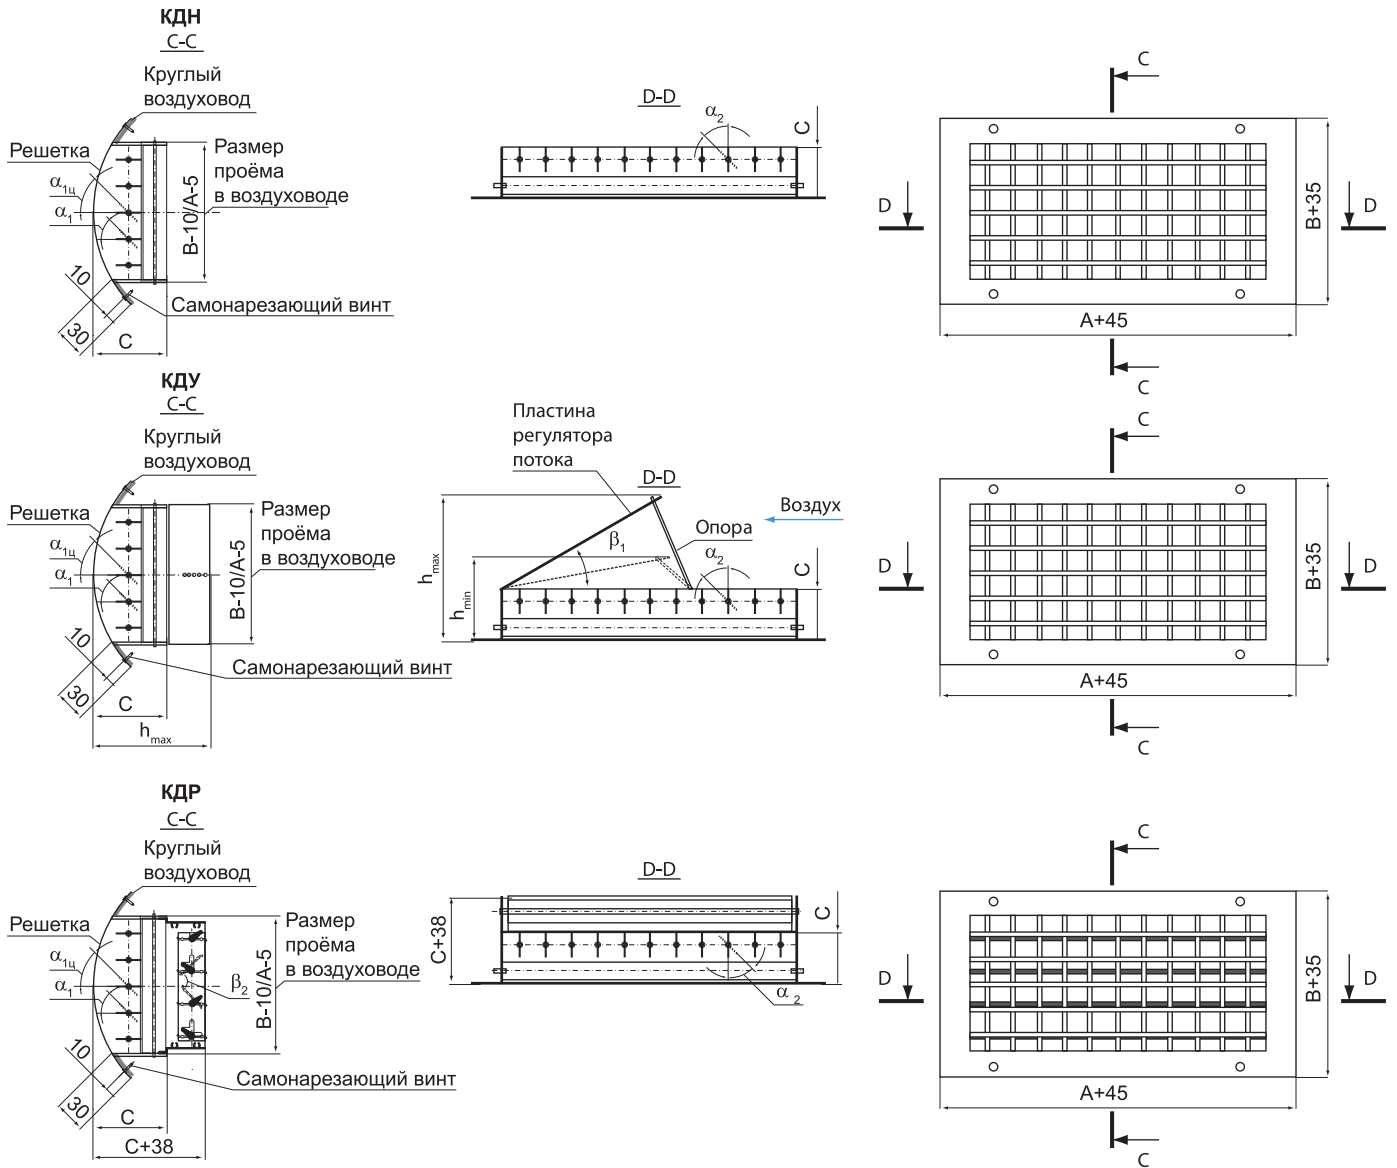 КДН
C-C
Круглый
воздуховод
Решетка
α1ц
α1
10
30
C
Размер
проёма
в воздуховоде
В-10/А-5
Самонарезающий винт
D-D
α2
C
C
D
D
B+35
A+45
C
КДУ
C-C
Круглый
воздуховод
Решетка
α1ц
α1
10
30
C
hmax
Размер
проёма
в воздуховоде
В-10/А-5
Самонарезающий винт
Пластина
регулятора
потока
D-D
Воздух
Опора
β1
α2
hmax
hmin
C
C
D
D
B+35
A+45
C
КДР
C-C
Круглый
воздуховод
Решетка
α1ц
α1
10
30
C
C+38
β2
Размер
проёма
в воздуховоде
В-10/А-5
Самонарезающий винт
D-D
C+38
C
α 2
C
D
D
B+35
A+45
C